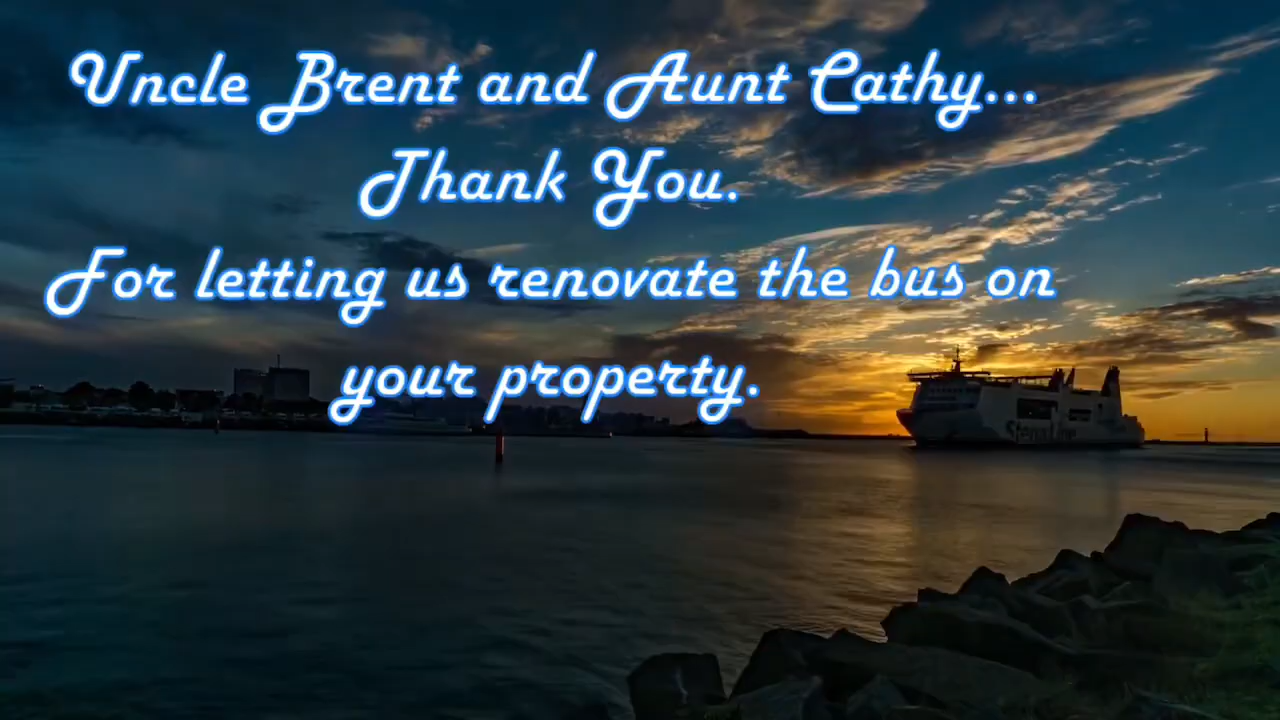 Uncle Brent and Aunt Cathy...
Thank You.
For letting us renovate the bus on
your property.